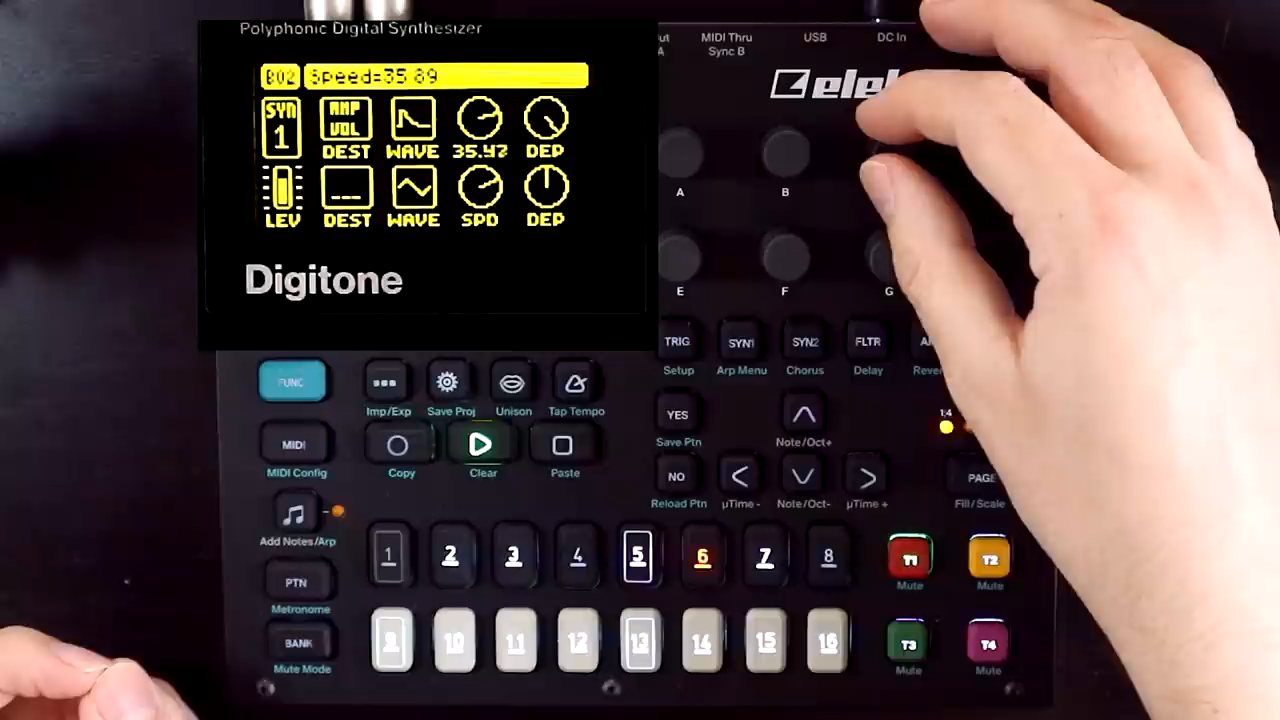 Polyphonic Digital Synthesizer
B02 Speed=35.89
SYN 1
AMP VOL
DEST WAVE 35.47 DEP
LEV DEST WAVE SPD DEP
Digitone
MIDI Thru USB DC In
Sync B
A
elek
A B
E F G
TRIG SYN1 SYN2 FLTR
Setup Arp Menu Chorus Delay
FUNC
Imp/Exp Save Proj Unison Tap Tempo
YES
Save Ptn Note/Oct+
1:4
MIDI
MIDI Config Copy Clear Paste
NO PAGE
Reload Ptn µTime - Note/Oct- µTime + Fill/Scale
Add Notes/Arp
1 2 3 4 5 6 7 8 T1 T2
Mute Mute
PTN
Metronome
BANK 9 10 11 12 13 14 15 16 T3 T4
Mute Mode Mute Mute